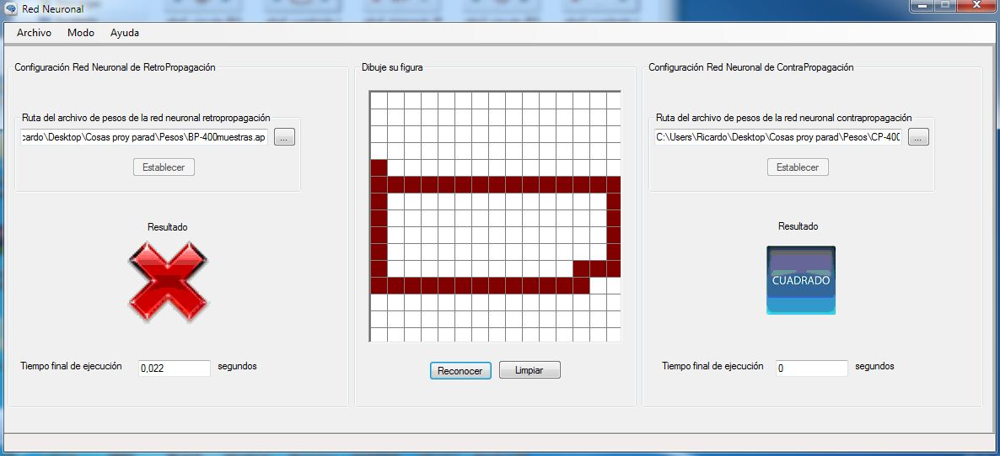 Red Neuronal
Archivo Modo Ayuda
Configuración Red Neuronal de RetroPropagación
Ruta del archivo de pesos de la red neuronal retropropagación
cardo\Desktop\Cosas proy parad\Pesos\BP-400muestras.ap
...
Establecer
Resultado
Tiempo final de ejecución 0,022 segundos
Dibuje su figura
Reconocer Limpiar
Configuración Red Neuronal de ContraPropagación
Ruta del archivo de pesos de la red neuronal contrapropagación
C:\Users\Ricardo\Desktop\Cosas proy parad\Pesos\CP-400
...
Establecer
Resultado
CUADRADO
Tiempo final de ejecución 0 segundos